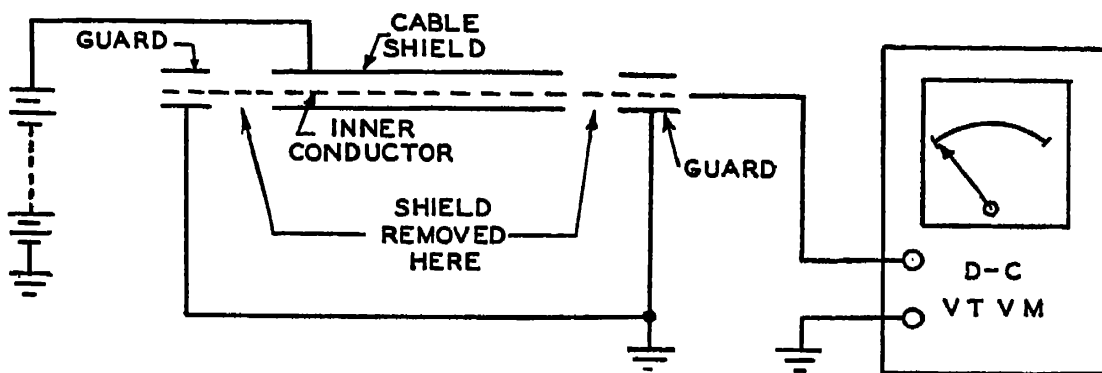 GUARD
CABLE
SHIELD
INNER
CONDUCTOR
GUARD
SHIELD
REMOVED
HERE
D-C
VTVM